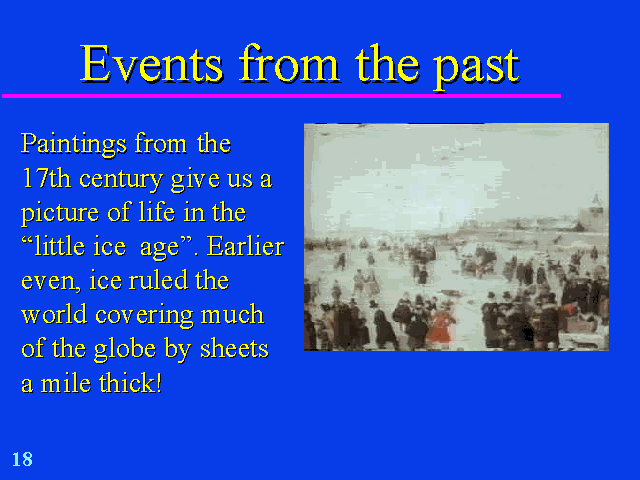 Events from the past
Paintings from the
17th century give us a
picture of life in the
“little ice  age”. Earlier
even, ice ruled the
world covering much
of the globe by sheets
a mile thick!
18